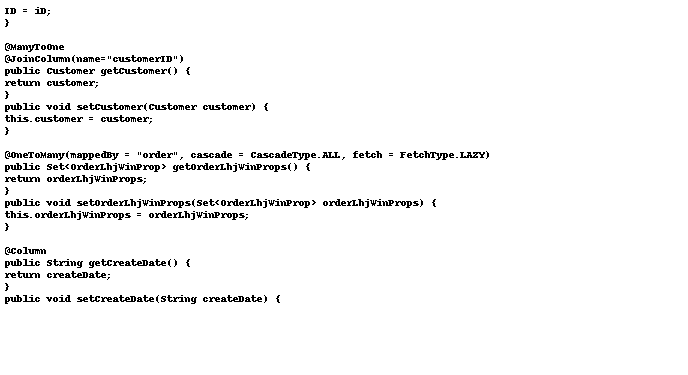 ID = iD;
}
@ManyToOne
@JoinColumn(name="customerID")
public Customer getCustomer() {
return customer;
}
public void setCustomer(Customer customer) {
this.customer = customer;
}
@OneToMany(mappedBy = "order", cascade = CascadeType.ALL, fetch = FetchType.LAZY)
public Set<OrderLhjWinProp> getOrderLhjWinProps() {
return orderLhjWinProps;
}
public void setOrderLhjWinProps(Set<OrderLhjWinProp> orderLhjWinProps) {
this.orderLhjWinProps = orderLhjWinProps;
}
@Column
public String getCreateDate() {
return createDate;
}
public void setCreateDate(String createDate) {